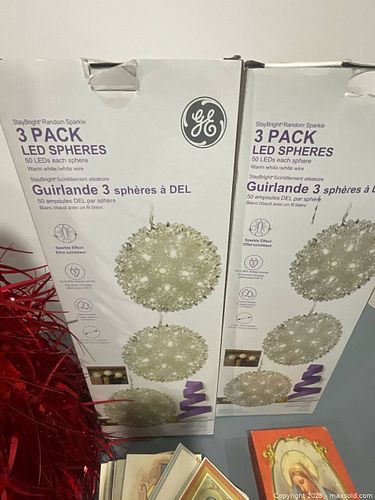 StayBright® Random Sparkle
3 PACK
LED SPHERES
50 LEDs each sphere
Warm white/white wire
StayBright® Scintillement aléatoire
Guirlande 3 sphères à DEL
50 ampoules DEL par sphère
Blanc chaud avec un fil blanc
Sparkle Effect
Effet scintillant
GE
StayBright® Random Sparkle
3 PACK
LED SPHERES
50 LEDs each sphere
Warm white/white wire
StayBright® Scintillement aléatoire
Guirlande 3 sphères à
50 ampoules DEL par sphère
Blanc chaud avec un fil blanc
Sparkle Effect
Effet scintillant
Copyright © 2025 - maxsold.com